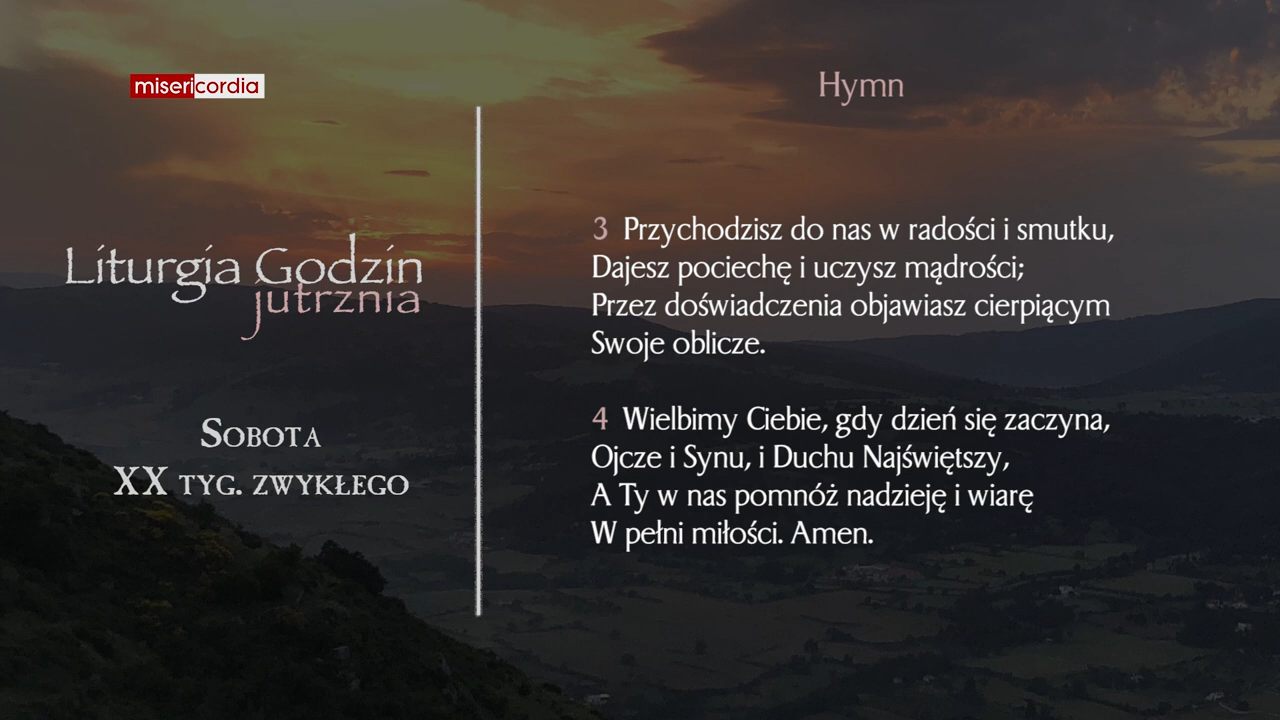 misericordia
Liturgia Godzin
jutrznia
Sobota
XX tyg. zwykłego
Hymn
3 Przychodzisz do nas w radości i smutku,
Dajesz pociechę i uczysz mądrości;
Przez doświadczenia objawiasz cierpiącym
Swoje oblicze.
4 Wielbimy Ciebie, gdy dzień się zaczyna,
Ojcze i Synu, i Duchu Najświętszy,
A Ty w nas pomnóż nadzieję i wiarę
W pełni miłości. Amen.